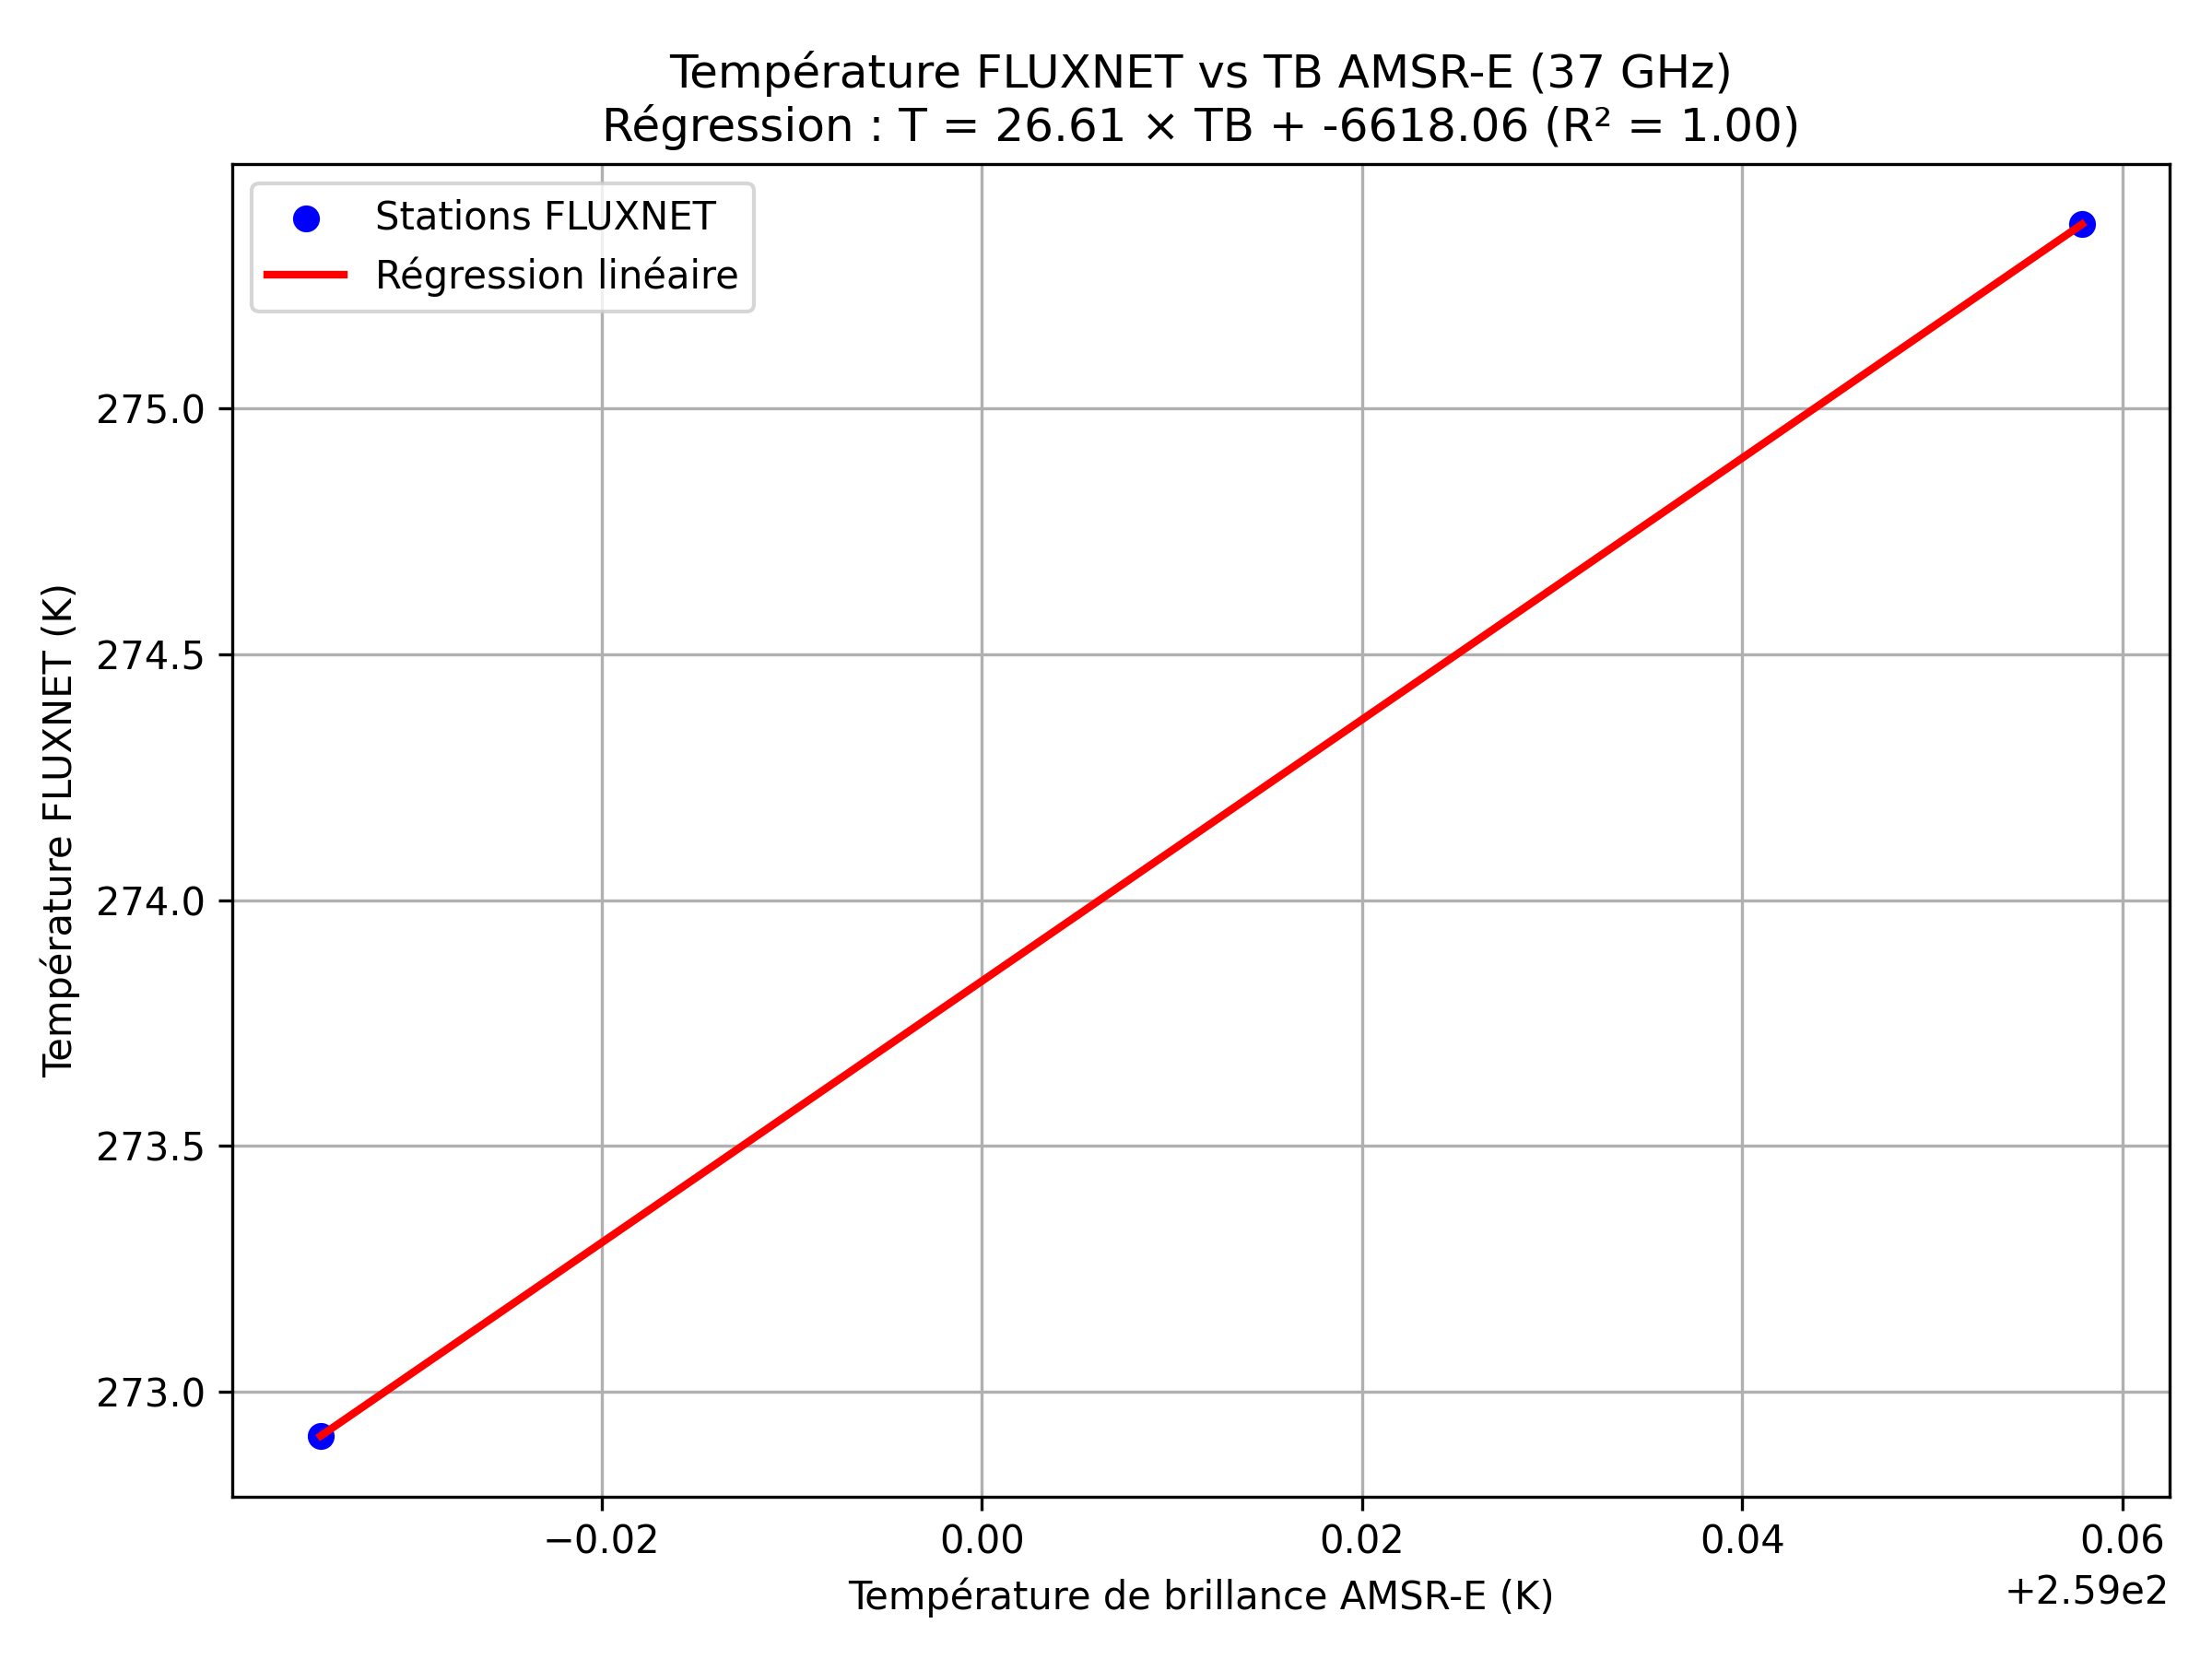 Température FLUXNET vs TB AMSR-E (37 GHz)
Régression : T = 26.61 × TB + -6618.06 (R² = 1.00)
Stations FLUXNET
Régression linéaire
Température FLUXNET (K)
275.0
274.5
274.0
273.5
273.0
−0.02 0.00 0.02 0.04 0.06
+2.59e2
Température de brillance AMSR-E (K)